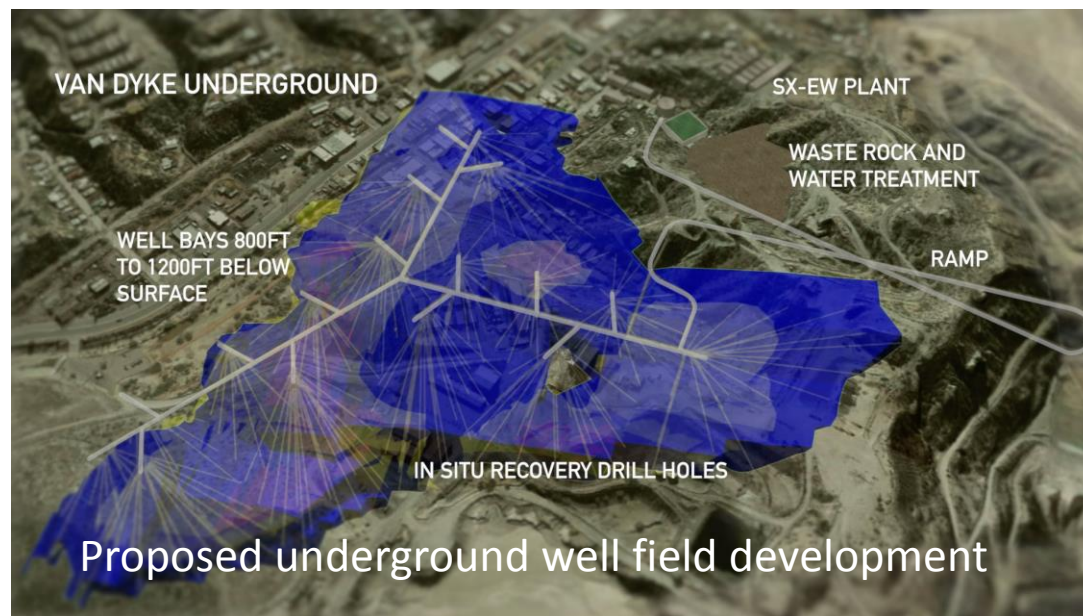 VAN DYKE UNDERGROUND
SX-EW PLANT
WASTE ROCK AND
WATER TREATMENT
WELL BAYS 800FT
TO 1200FT BELOW
SURFACE
RAMP
IN SITU RECOVERY DRILL HOLES
Proposed underground well field development